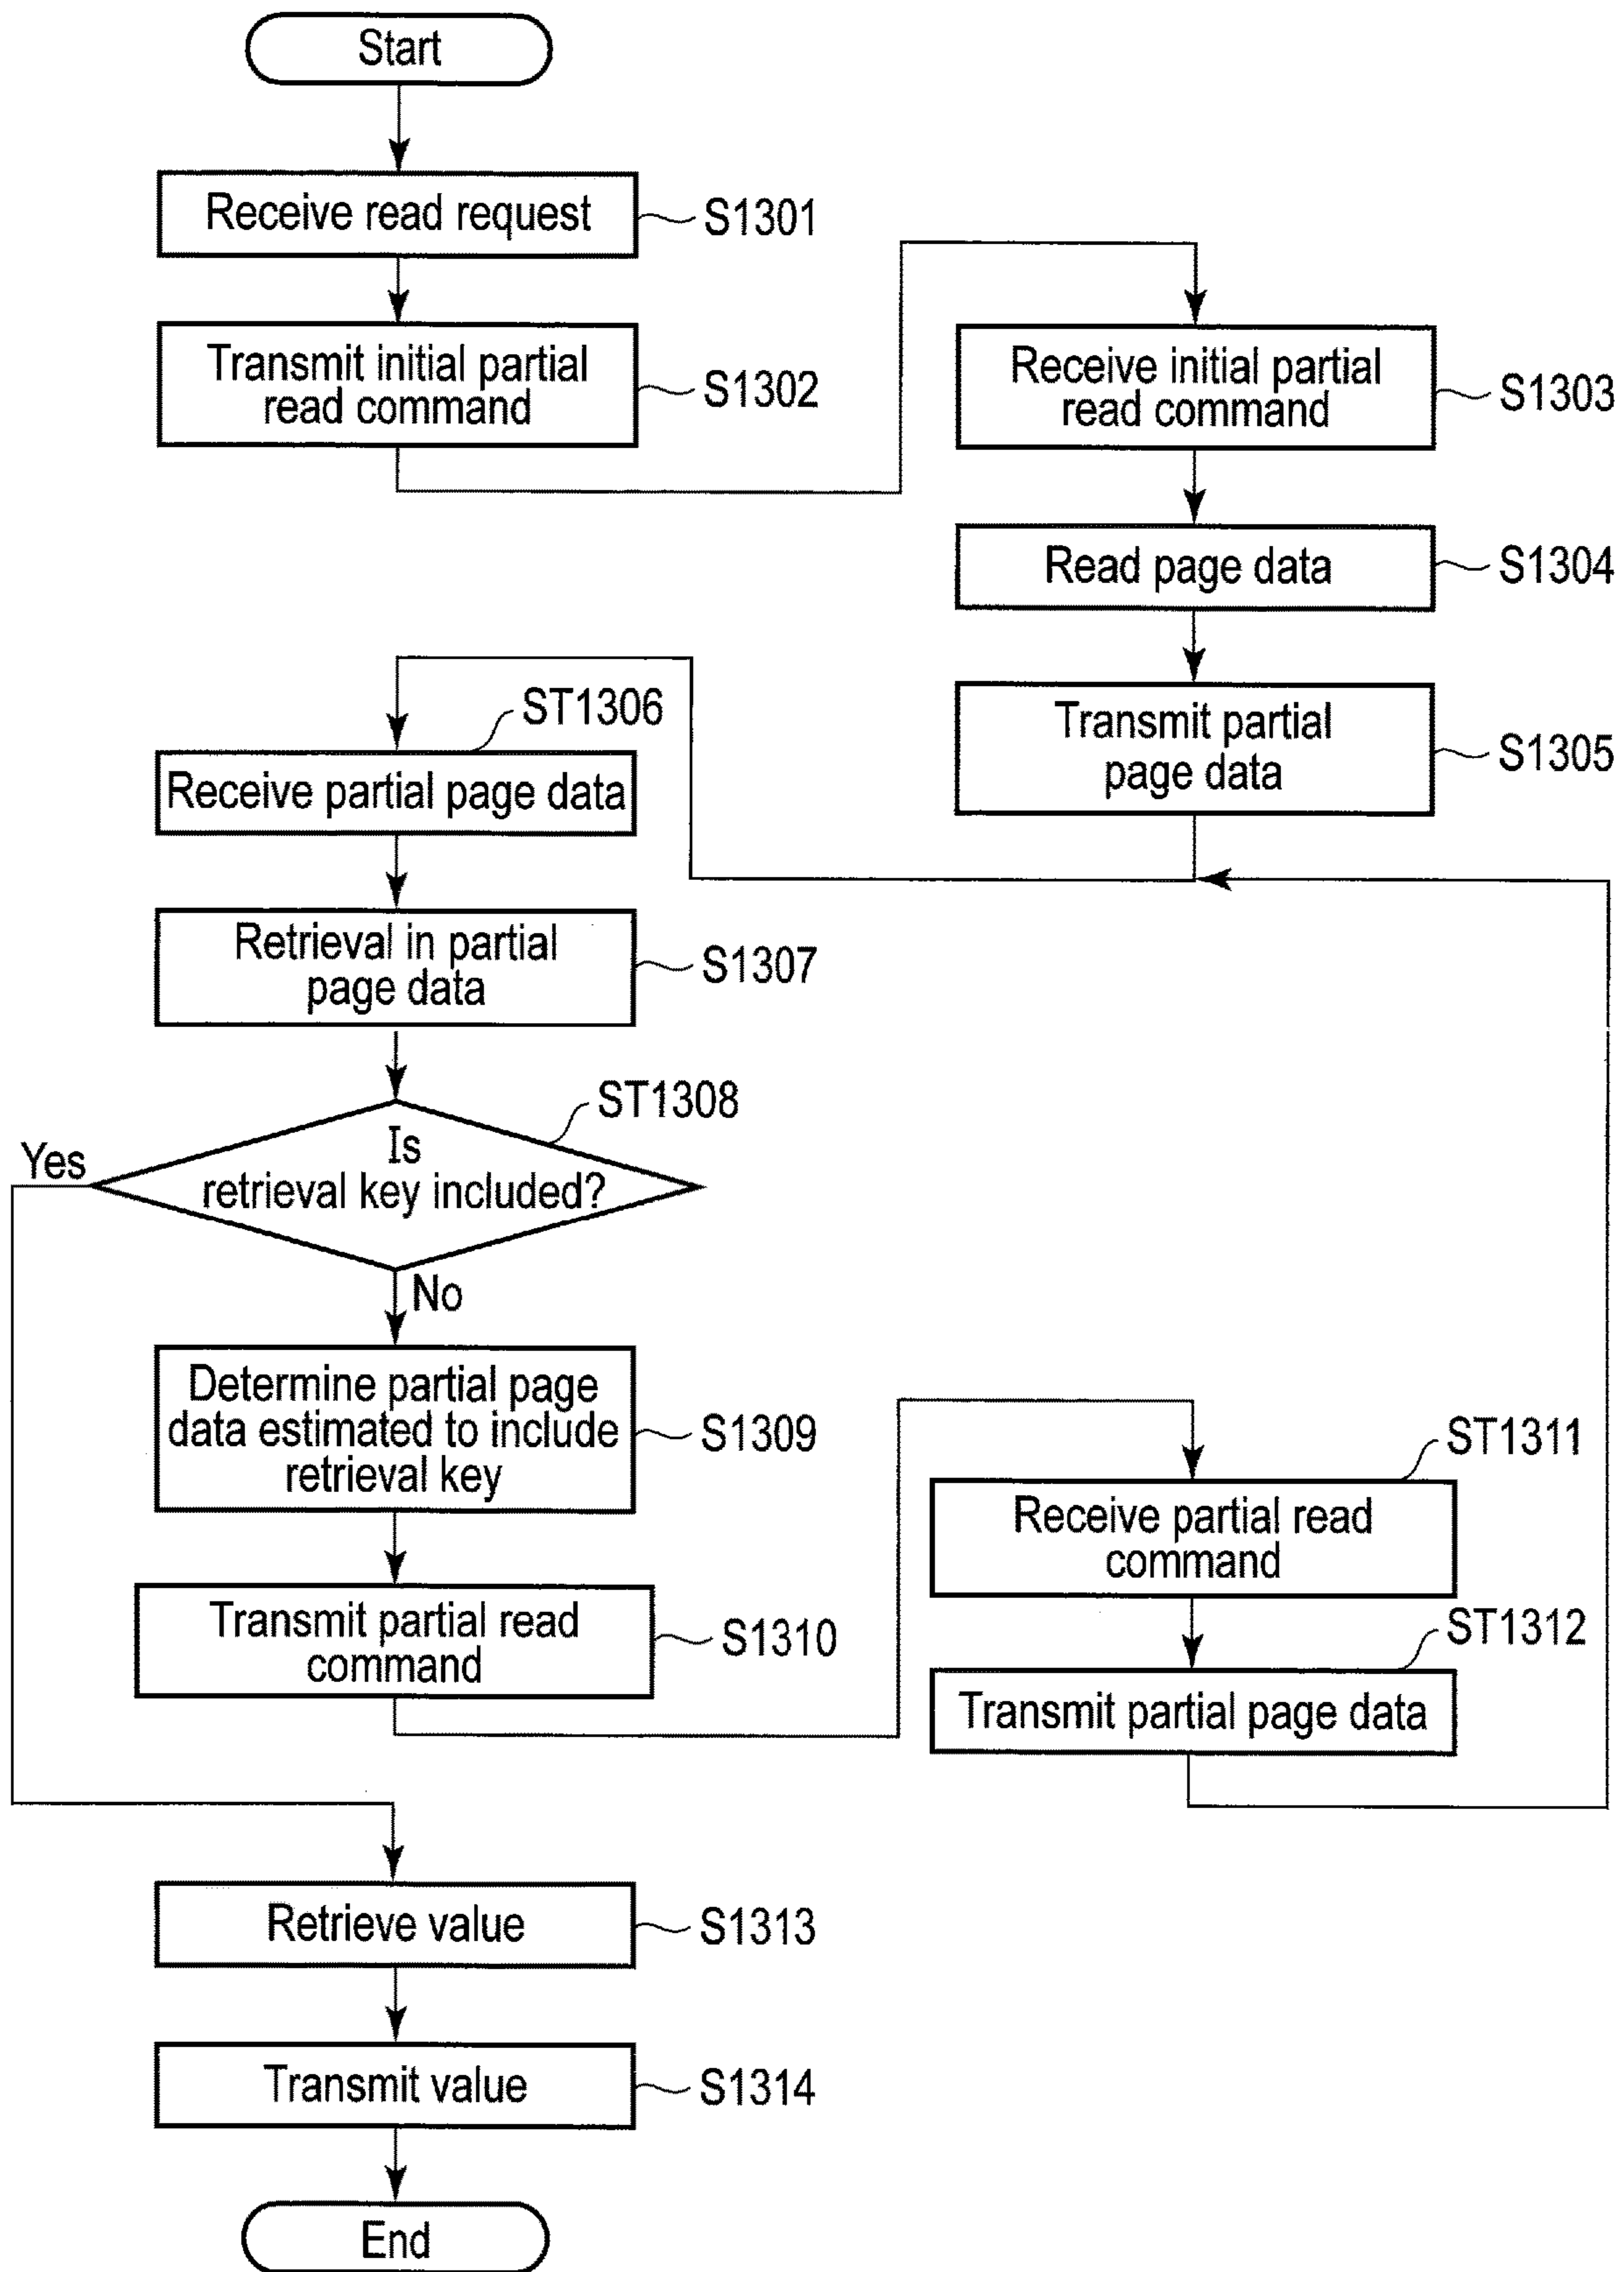 Start
Receive read request
S1301
Transmit initial partial
read command
S1302
Receive initial partial
read command
S1303
Read page data
S1304
Transmit partial
page data
S1305
ST1306
Receive partial page data
Retrieval in partial
page data
S1307
ST1308
Is
retrieval key included?
Yes
No
Determine partial page
data estimated to include
retrieval key
S1309
Transmit partial read
command
S1310
ST1311
Receive partial read
command
ST1312
Transmit partial page data
Retrieve value
S1313
Transmit value
S1314
End